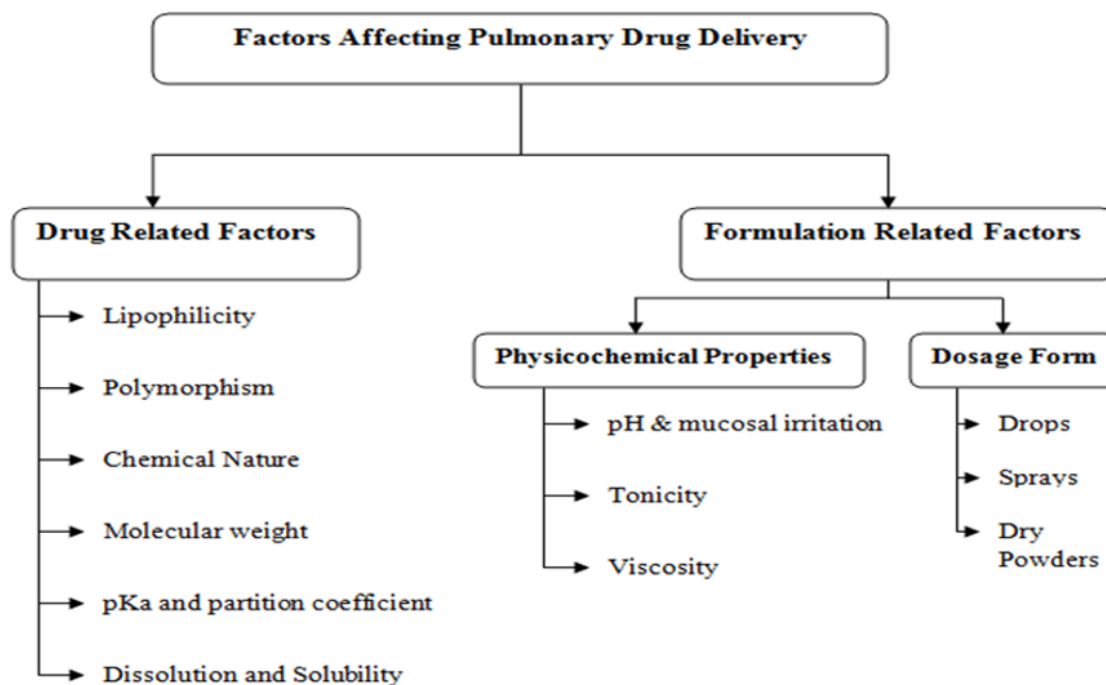 Factors Affecting Pulmonary Drug Delivery
Drug Related Factors
Lipophilicity
Polymorphism
Chemical Nature
Molecular weight
pKa and partition coefficient
Dissolution and Solubility
Formulation Related Factors
Physicochemical Properties
pH & mucosal irritation
Tonicity
Viscosity
Dosage Form
Drops
Sprays
Dry
Powders